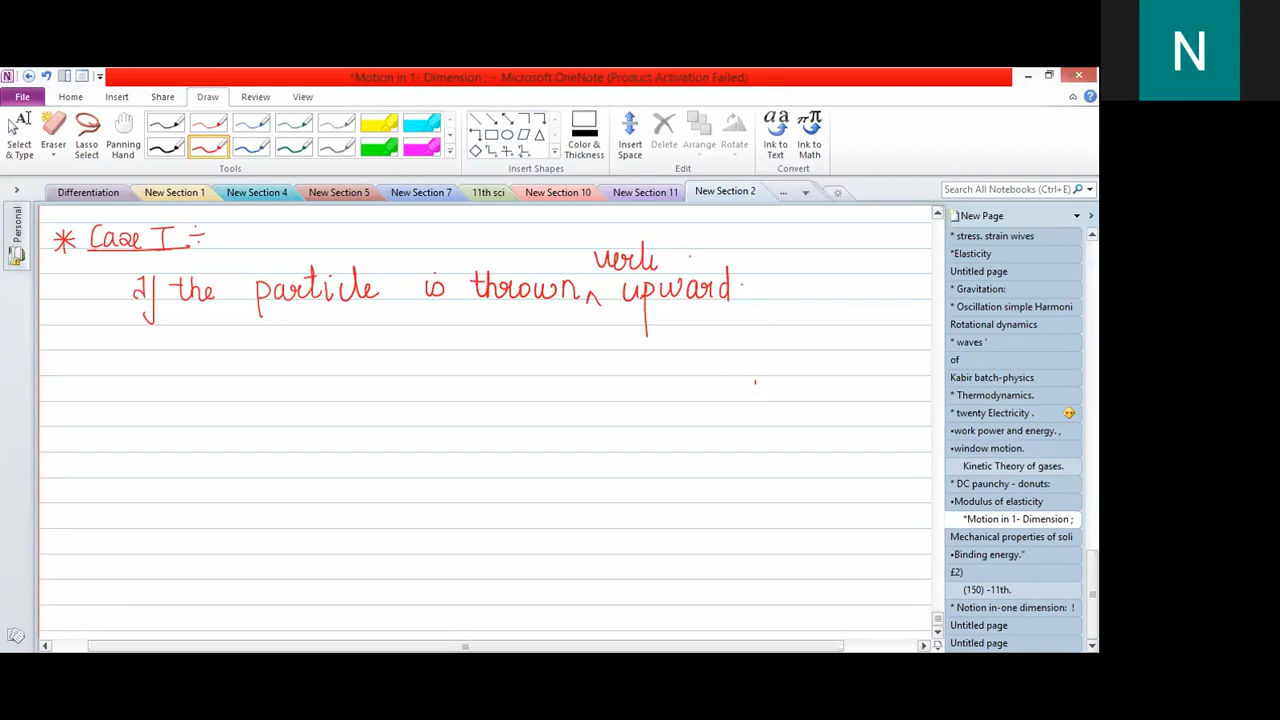 N
*Motion in 1- Dimension ; - Microsoft OneNote (Product Activation Failed)
File Home Insert Share Draw Review View
Select & Type
Eraser
Lasso Select
Panning Hand
Color & Thickness
Insert Space
Delete
Arrange
Rotate
Ink to Text
Ink to Math
Tools
Insert Shapes
Edit
Convert
Differentiation New Section 1 New Section 4 New Section 5 New Section 7 11th sci New Section 10 New Section 11 New Section 2 ...
Search All Notebooks (Ctrl+E)
Personal
* Case I :-
verti
If the particle is thrown ^ upward
New Page
* stress. strain wives
*Elasticity
Untitled page
* Gravitation:
* Oscillation simple Harmoni
Rotational dynamics
* waves '
of
Kabir batch-physics
* Thermodynamics.
* twenty Electricity .
•work power and energy. ,
•window motion.
Kinetic Theory of gases.
* DC paunchy - donuts:
•Modulus of elasticity
*Motion in 1- Dimension ;
Mechanical properties of soli
•Binding energy."
£2)
(150) -11th.
* Notion in-one dimension: !
Untitled page
Untitled page